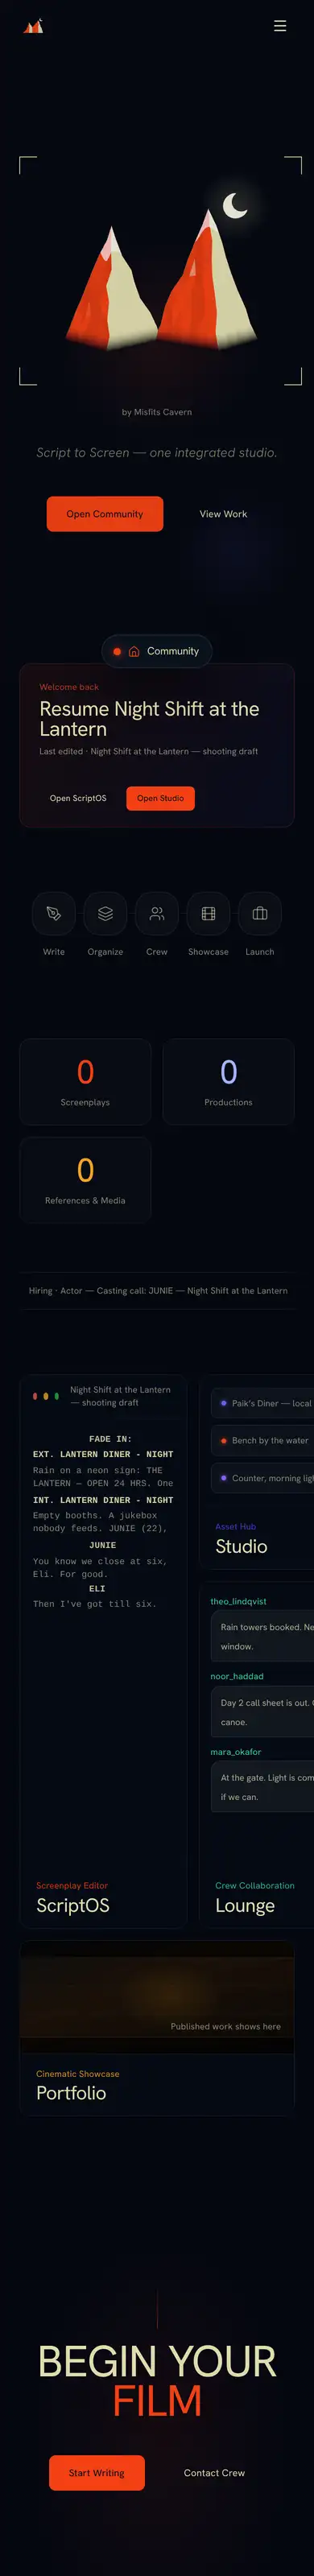 by Misfits Cavern
Script to Screen — one integrated studio.
Open Community
View Work
Community
Welcome back
Resume Night Shift at the
Lantern
Last edited · Night Shift at the Lantern — shooting draft
Open ScriptOS
Open Studio
Write
Organize
Crew
Showcase
Launch
0
Screenplays
0
Productions
0
References & Media
Hiring · Actor — Casting call: JUNIE — Night Shift at the Lantern
Night Shift at the Lantern
— shooting draft
FADE IN:
EXT. LANTERN DINER - NIGHT
Rain on a neon sign: THE
LANTERN — OPEN 24 HRS. One
INT. LANTERN DINER - NIGHT
Empty booths. A jukebox
nobody feeds. JUNIE (22),
JUNIE
You know we close at six,
Eli. For good.
ELI
Then I've got till six.
Screenplay Editor
ScriptOS
Paik's Diner — local
Bench by the water
Counter, morning
Asset Hub
Studio
theo_lindqvist
Rain towers booked.
window.
noor_haddad
Day 2 call sheet is out.
canoe.
mara_okafor
At the gate. Light is
if we can.
Crew Collaboration
Lounge
Published work shows here
Cinematic Showcase
Portfolio
BEGIN YOUR
FILM
Start Writing
Contact Crew